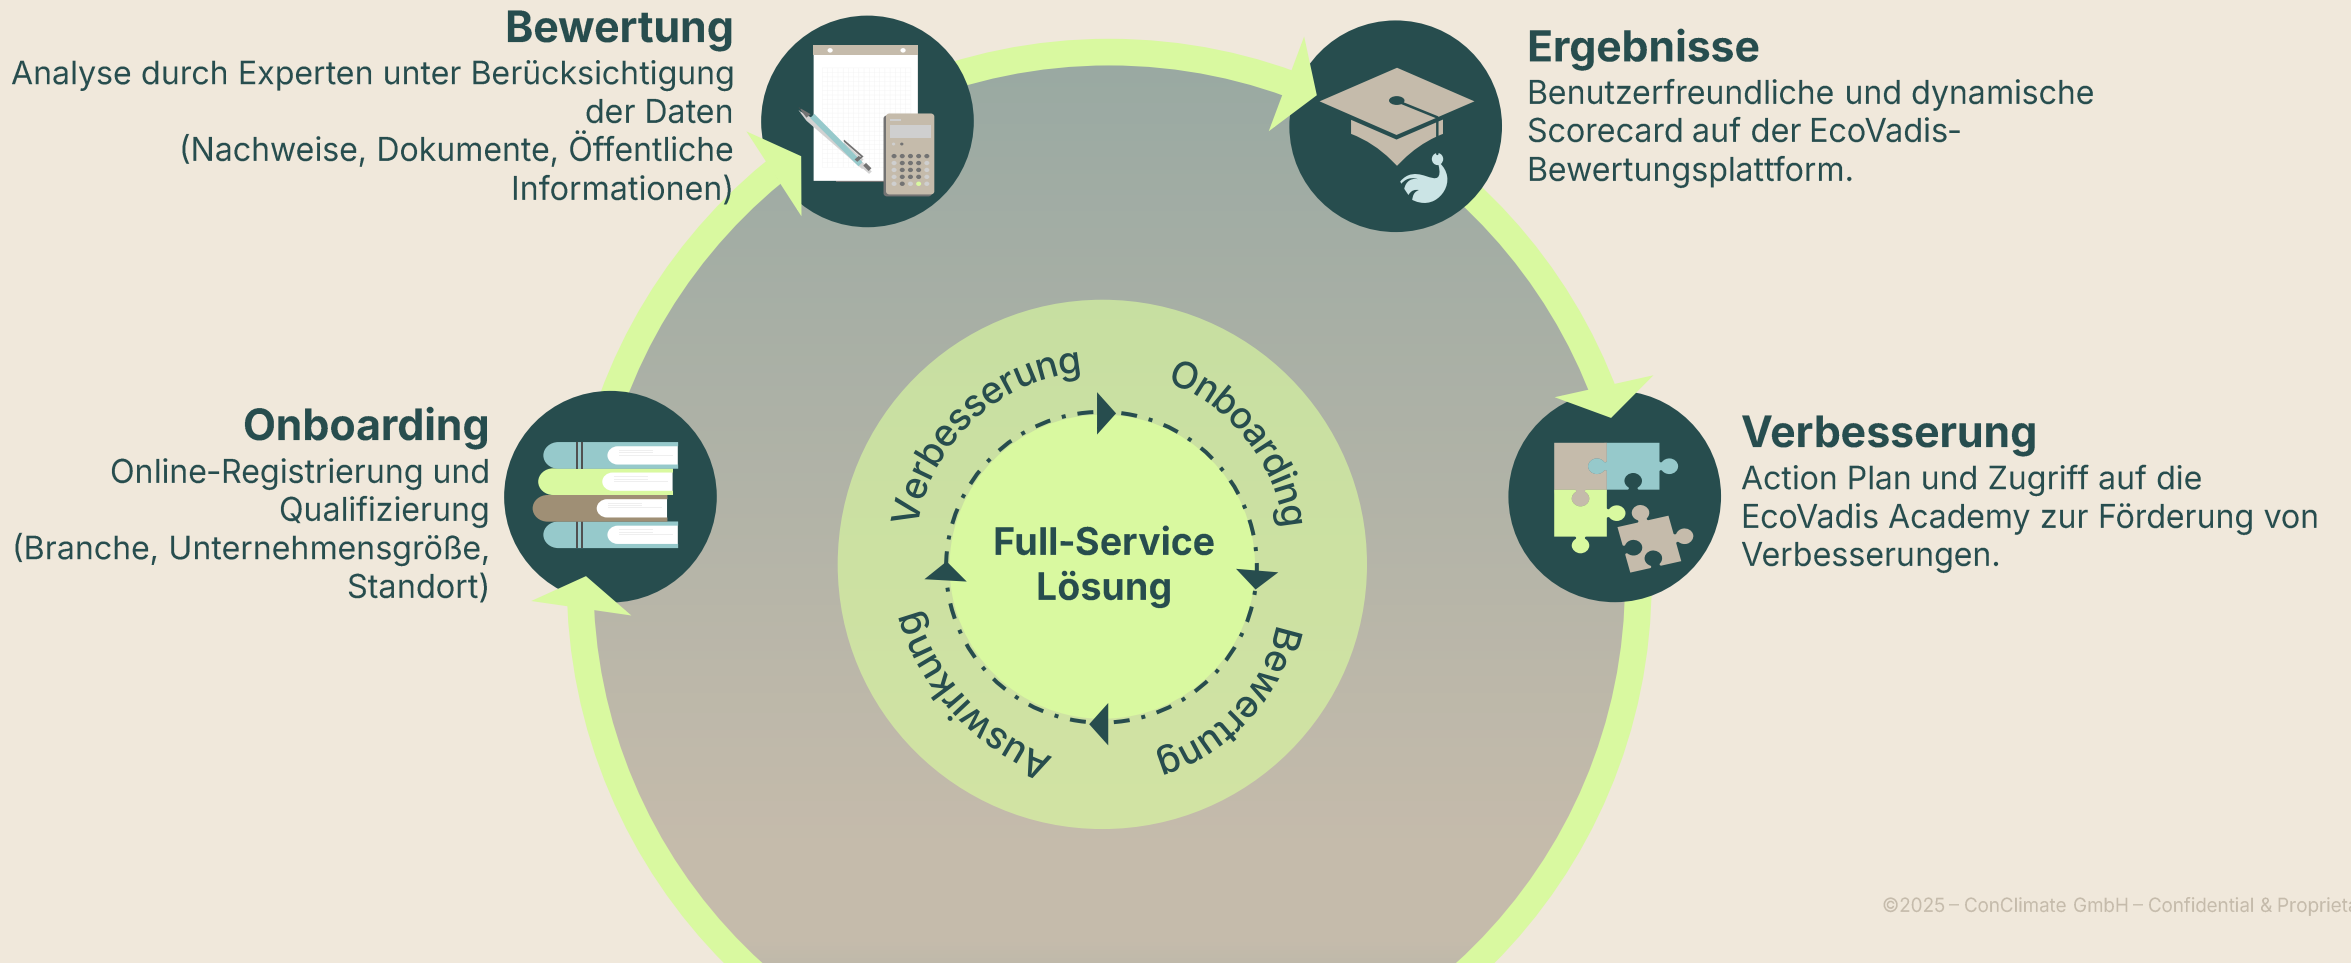 Bewertung
Analyse durch Experten unter Berücksichtigung
der Daten
(Nachweise, Dokumente, Öffentliche
Informationen)
Ergebnisse
Benutzerfreundliche und dynamische
Scorecard auf der EcoVadis-
Bewertungsplattform.
Onboarding
Online-Registrierung und
Qualifizierung
(Branche, Unternehmensgröße,
Standort)
Verbesserung
Action Plan und Zugriff auf die
EcoVadis Academy zur Förderung von
Verbesserungen.
Verbesserung
Onboarding
Bewertung
Auswirkung
Full-Service
Lösung
©2025 – ConClimate GmbH – Confidential &